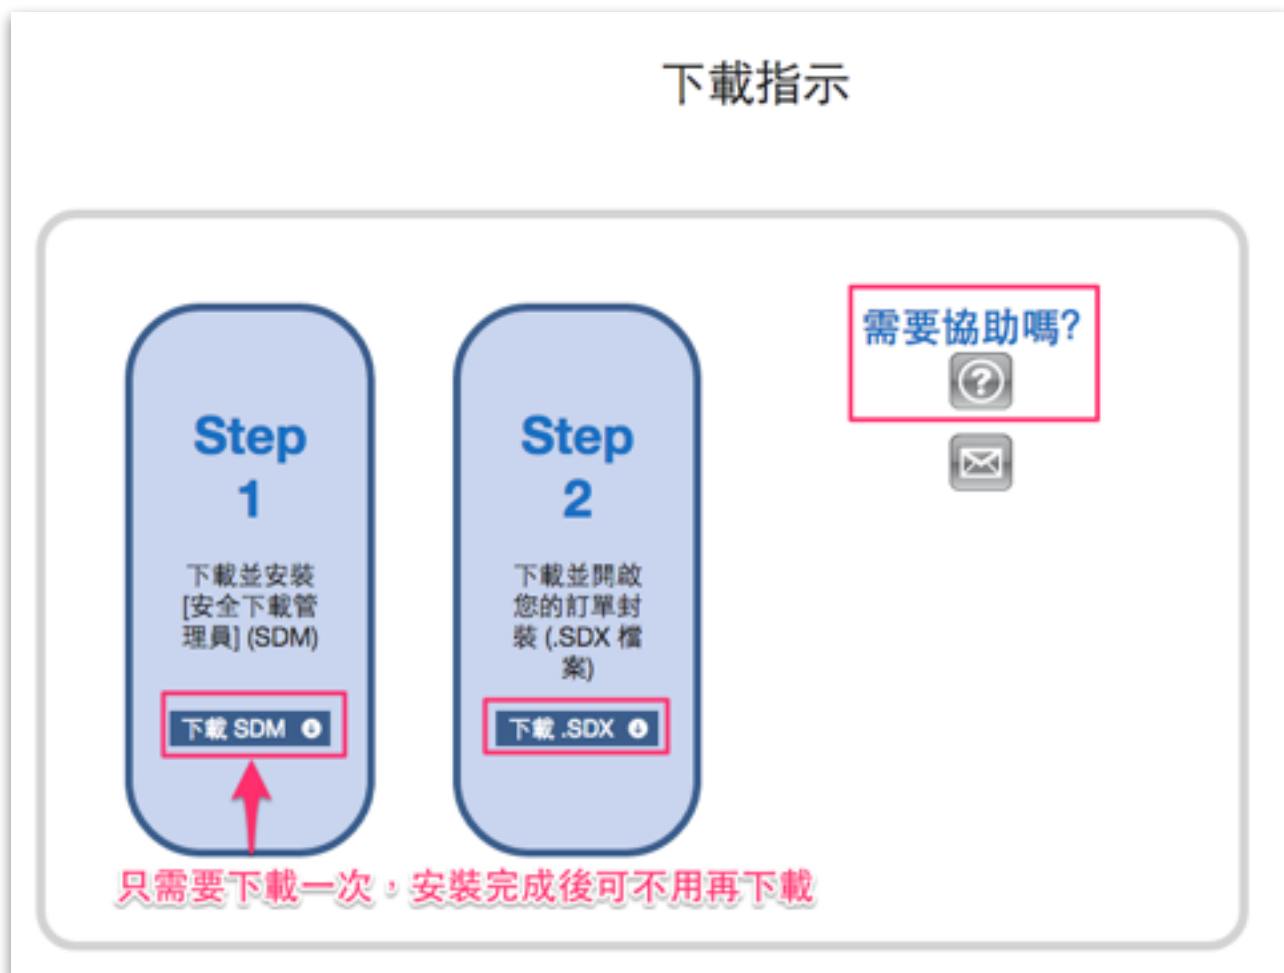 下載指示
Step
1
下載並安裝
[安全下載管
理員] (SDM)
下載 SDM
Step
2
下載並開啟
您的訂單封
裝 (.SDX 檔
案)
下載 .SDX
需要協助嗎?
只需要下載一次，安裝完成後可不用再下載